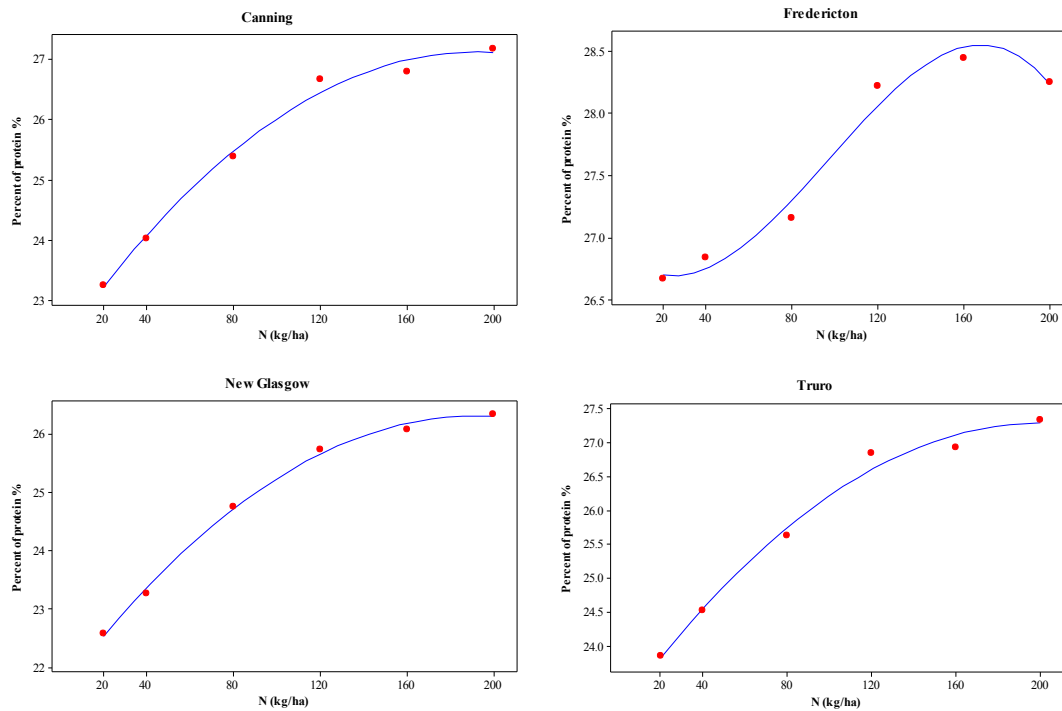 Canning
Percent of protein %
27
26
25
24
23
20 40 80 120 160 200
N (kg/ha)
Fredericton
Percent of protein %
28.5
28.0
27.5
27.0
26.5
20 40 80 120 160 200
N (kg/ha)
New Glasgow
Percent of protein %
26
25
24
23
22
20 40 80 120 160 200
N (kg/ha)
Truro
Percent of protein %
27.5
27.0
26.5
26.0
25.5
25.0
24.5
24.0
20 40 80 120 160 200
N (kg/ha)